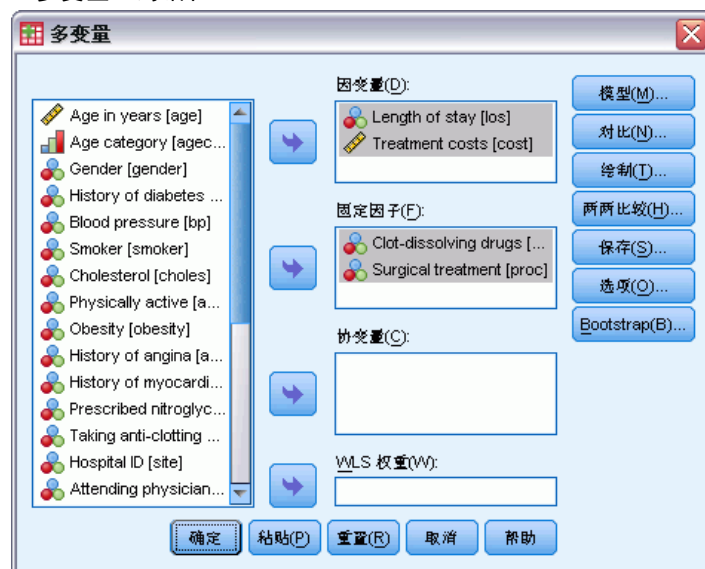 多变量
Age in years [age]
Age category [agec...
Gender [gender]
History of diabetes ...
Blood pressure [bp]
Smoker [smoker]
Cholesterol [choles]
Physically active [a...
Obesity [obesity]
History of angina [a...
History of myocardi...
Prescribed nitroglyc...
Taking anti-clotting ...
Hospital ID [site]
Attending physician...
因变量(D):
Length of stay [los]
Treatment costs [cost]
固定因子(F):
Clot-dissolving drugs [...
Surgical treatment [proc]
协变量(C):
WLS 权重(W):
模型(M)...
对比(N)...
绘制(T)...
两两比较(H)...
保存(S)...
选项(O)...
Bootstrap(B)...
确定
粘贴(P)
重置(R)
取消
帮助